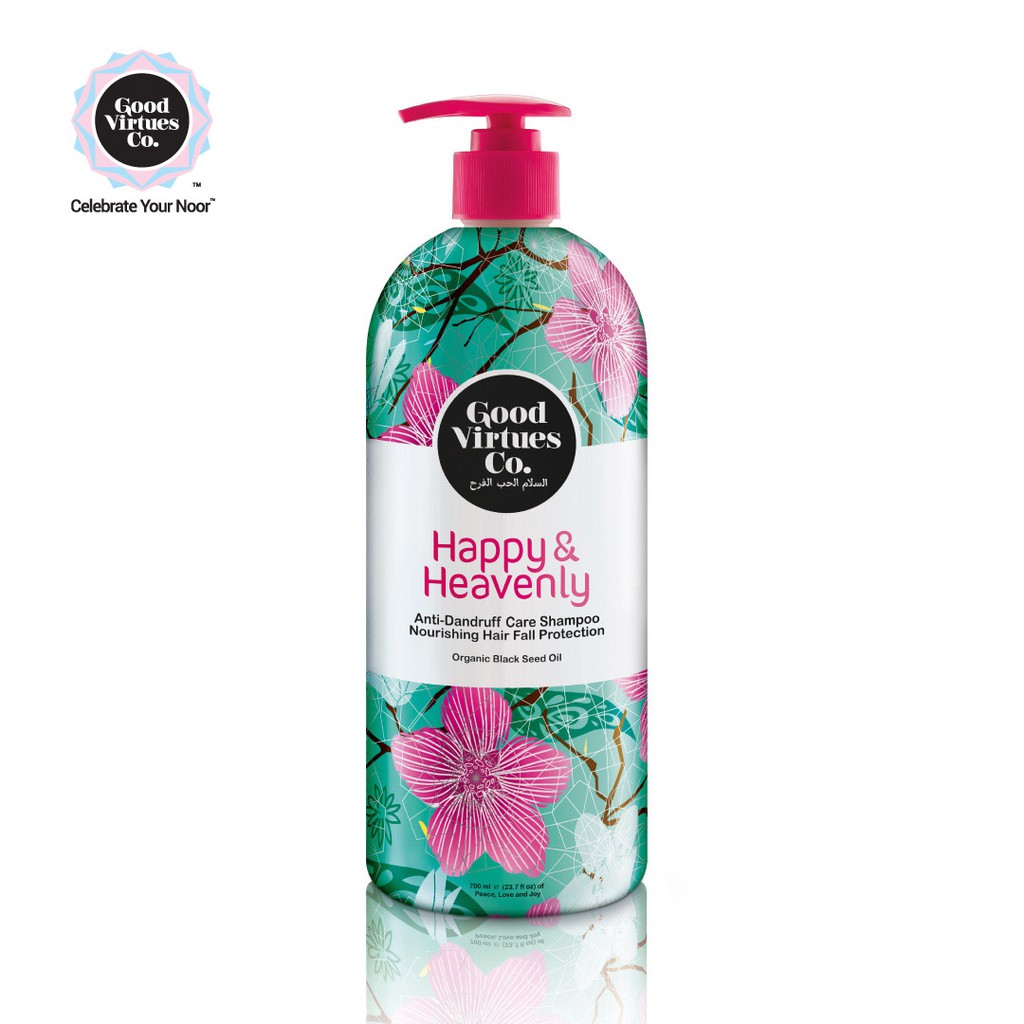 Good
Virtues
Co.
™
Celebrate Your Noor™
Good
Virtues
Co.
السلام الحب الفرح
Happy &
Heavenly
Anti-Dandruff Care Shampoo
Nourishing Hair Fall Protection
Organic Black Seed Oil
700 ml ℮ (23.7 fl oz) of
Peace, Love and Joy